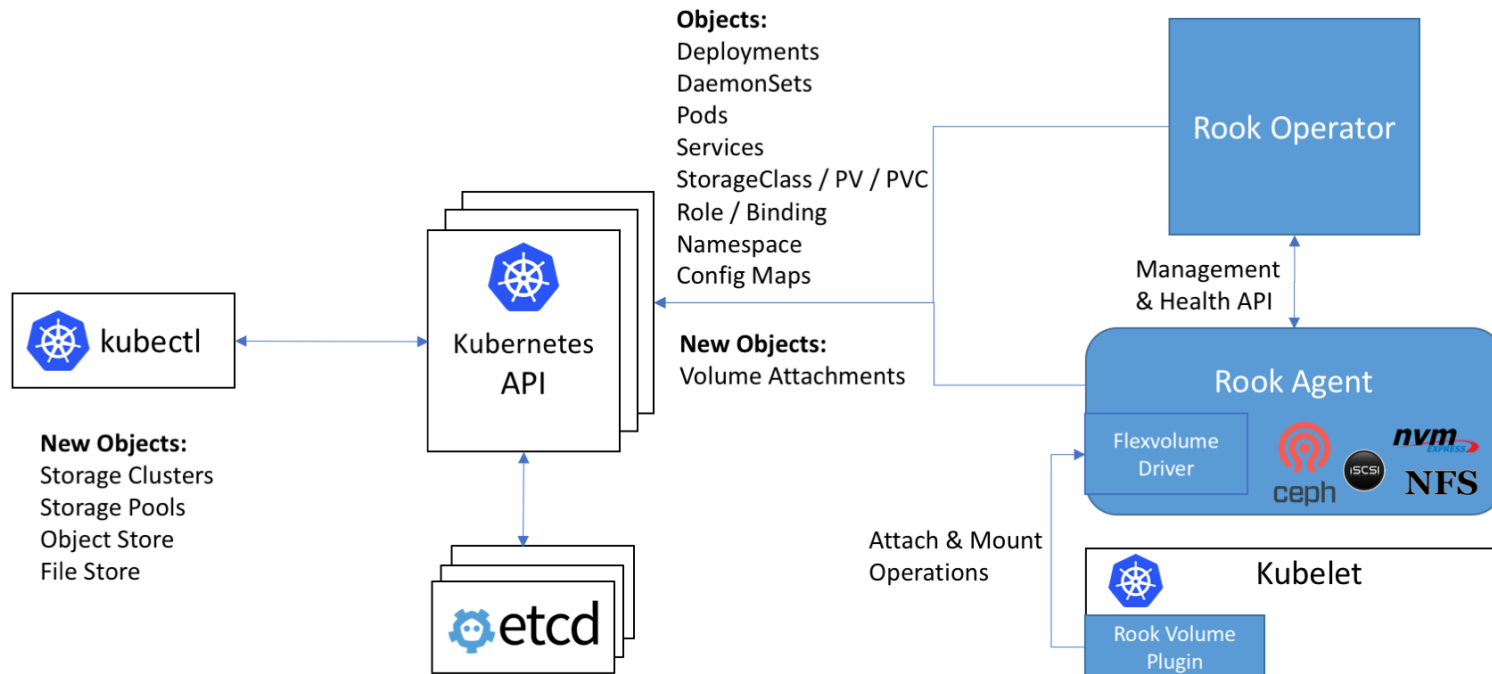 Objects:
Deployments
DaemonSets
Pods
Services
StorageClass / PV / PVC
Role / Binding
Namespace
Config Maps
Rook Operator
Management
& Health API
kubectl
Kubernetes
API
New Objects:
Volume Attachments
Rook Agent
Flexvolume
Driver
ceph
iSCSI
nvm
EXPRESS
NFS
New Objects:
Storage Clusters
Storage Pools
Object Store
File Store
etcd
Attach & Mount
Operations
Kubelet
Rook Volume
Plugin